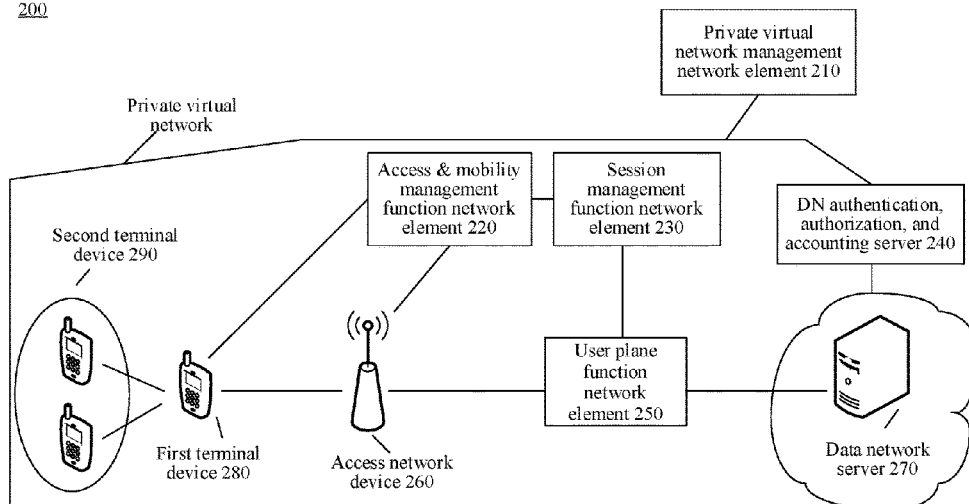 200
Private virtual
network management
network element 210
Private virtual
network
Access & mobility
management
function network
element 220
Session
management
function network
element 230
DN authentication,
authorization, and
accounting server 240
Second terminal
device 290
User plane
function
network
element 250
First terminal
device 280
Access network
device 260
Data network
server 270